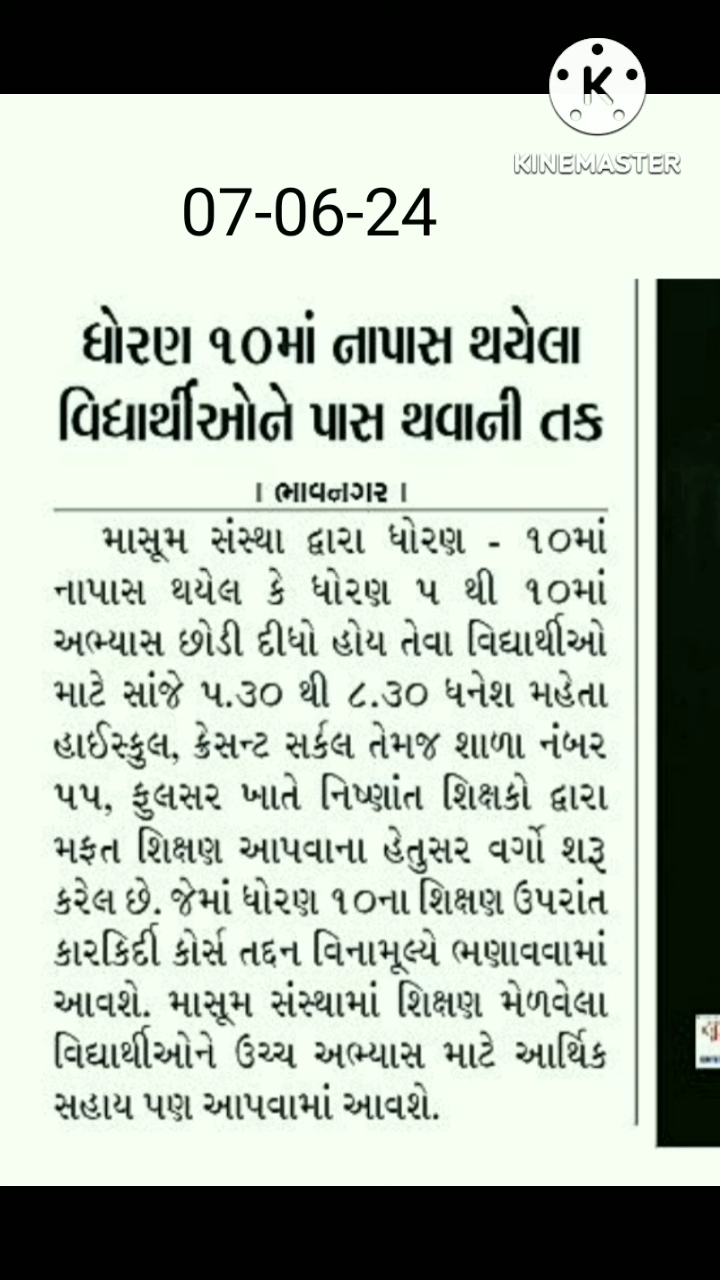 KINEMASTER
07-06-24
ધોરણ ૧૦માં નાપાસ થયેલા
વિદ્યાર્થીઓને પાસ થવાની તક
। ભાવનગર ।
માસૂમ સંસ્થા દ્વારા ધોરણ - ૧૦માં
નાપાસ થયેલ કે ધોરણ ૫ થી ૧૦માં
અભ્યાસ છોડી દીધો હોય તેવા વિદ્યાર્થીઓ
માટે સાંજે ૫.૩૦ થી ૮.૩૦ ધનેશ મહેતા
હાઈસ્કુલ, ક્રેસન્ટ સર્કલ તેમજ શાળા નંબર
૫૫, ફુલસર ખાતે નિષ્ણાંત શિક્ષકો દ્વારા
મફત શિક્ષણ આપવાના હેતુસર વર્ગો શરૂ
કરેલ છે. જેમાં ધોરણ ૧૦ના શિક્ષણ ઉપરાંત
કારકિર્દી કોર્સ તદ્દન વિનામૂલ્યે ભણાવવામાં
આવશે. માસૂમ સંસ્થામાં શિક્ષણ મેળવેલા
વિદ્યાર્થીઓને ઉચ્ચ અભ્યાસ માટે આર્થિક
સહાય પણ આપવામાં આવશે.